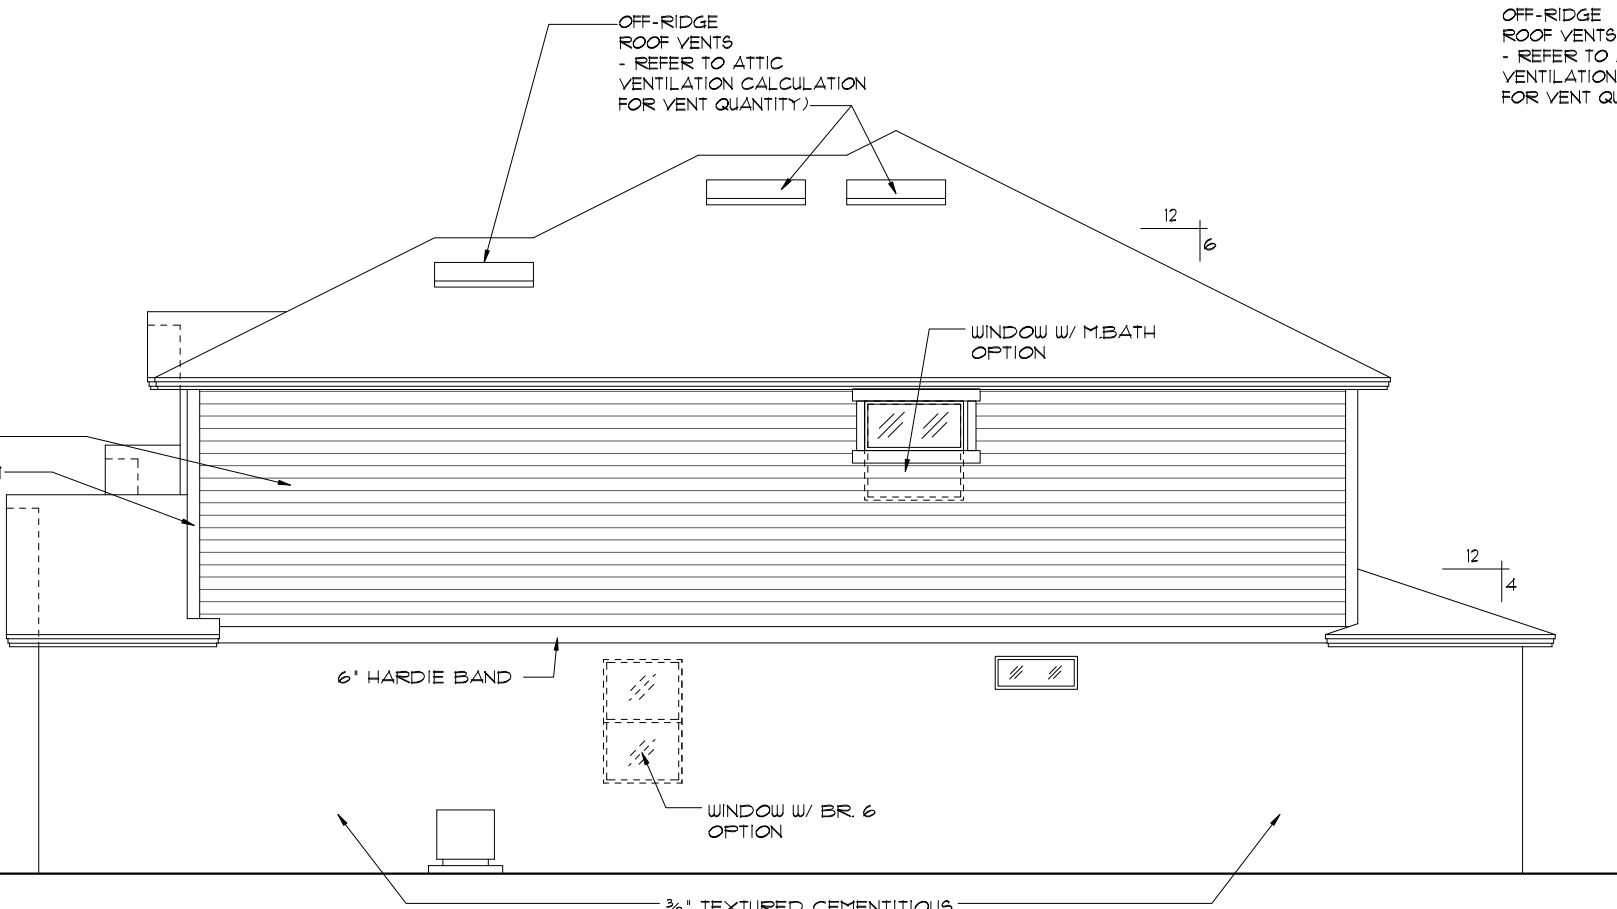 OFF-RIDGE
ROOF VENTS
- REFER TO ATTIC
VENTILATION CALCULATION
FOR VENT QUANTITY)
OFF-RIDGE
ROOF VENTS
- REFER TO
VENTILATION
FOR VENT
12
6
WINDOW W/ M.BATH
OPTION
12
4
6" HARDIE BAND
WINDOW W/ BR. 6
OPTION
TEXTURED CEMENTITIOUS